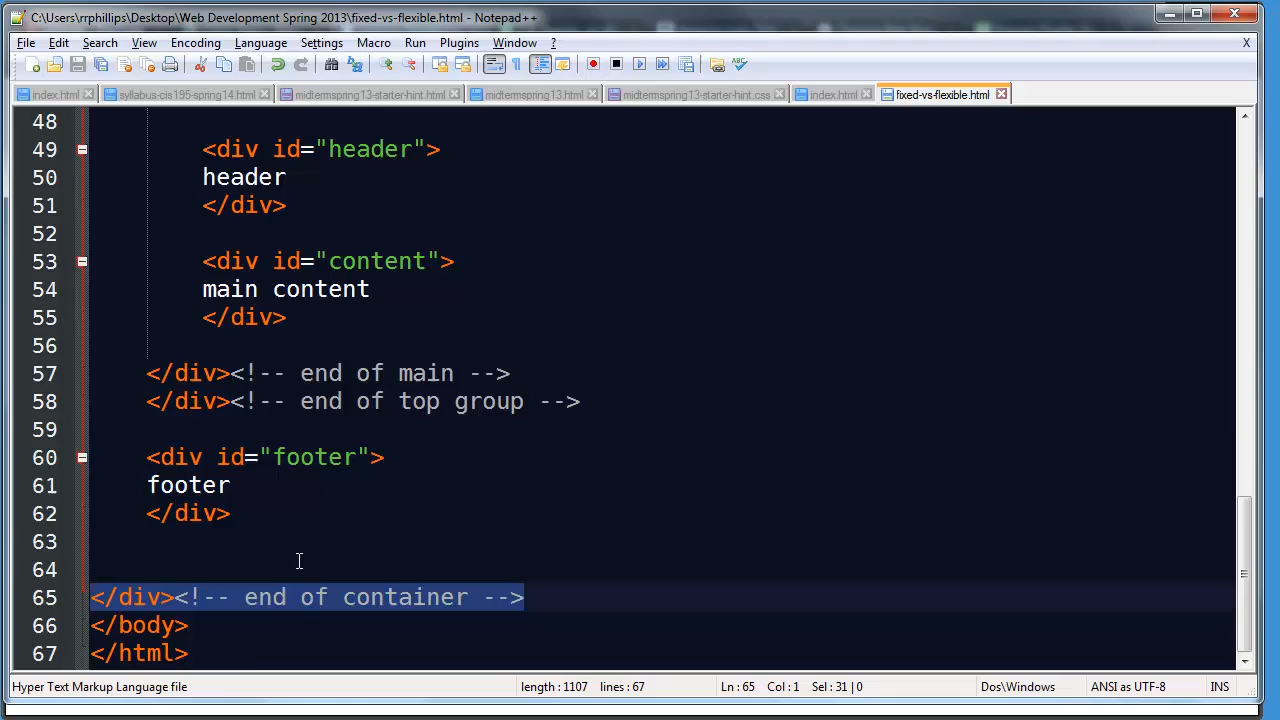 C:\Users\rrphillips\Desktop\Web Development Spring 2013\fixed-vs-flexible.html - Notepad++
File Edit Search View Encoding Language Settings Macro Run Plugins Window ? X
index.html syllabus-cis195-spring14.html midtermspring13-starter-hint.html midtermspring13.html midtermspring13-starter-hint.css index.html fixed-vs-flexible.html
48
49 <div id="header">
50 header
51 </div>
52
53 <div id="content">
54 main content
55 </div>
56
57 </div><!-- end of main -->
58 </div><!-- end of top group -->
59
60 <div id="footer">
61 footer
62 </div>
63
64
65 </div><!-- end of container -->
66 </body>
67 </html>
Hyper Text Markup Language file length : 1107 lines : 67 Ln : 65 Col : 1 Sel : 31 | 0 Dos\Windows ANSI as UTF-8 INS